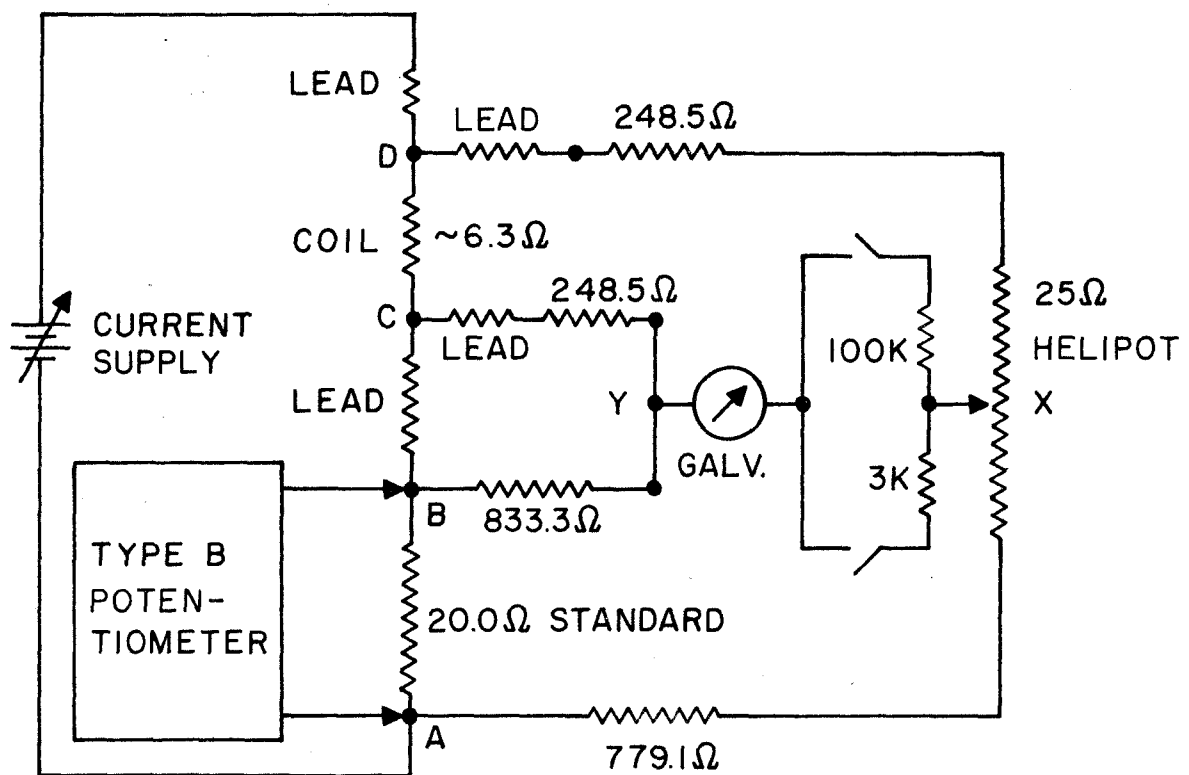 LEAD
LEAD
248.5Ω
D
COIL
~6.3Ω
248.5Ω
C
LEAD
25Ω
HELIPOT
X
CURRENT
SUPPLY
100K
LEAD
Y
GALV.
3K
B
833.3Ω
TYPE B
POTEN-
TIOMETER
20.0Ω STANDARD
A
779.1Ω